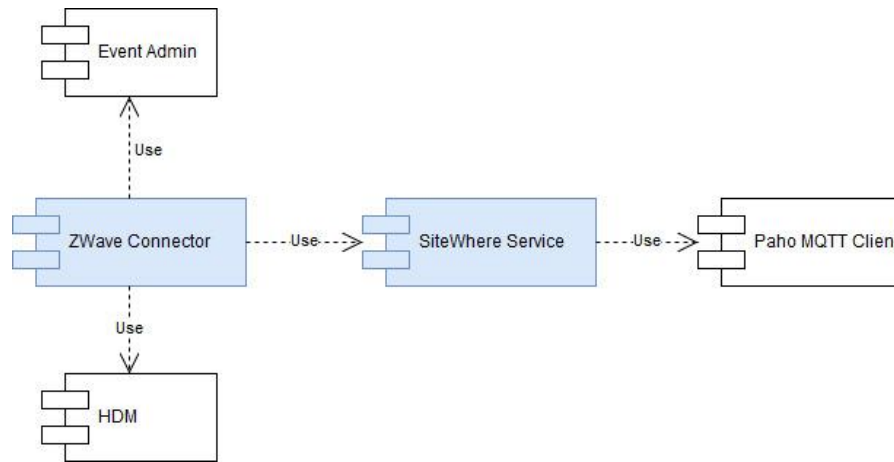 Event Admin
Use
ZWave Connector
Use
SiteWhere Service
Use
Paho MQTT Clien
Use
HDM